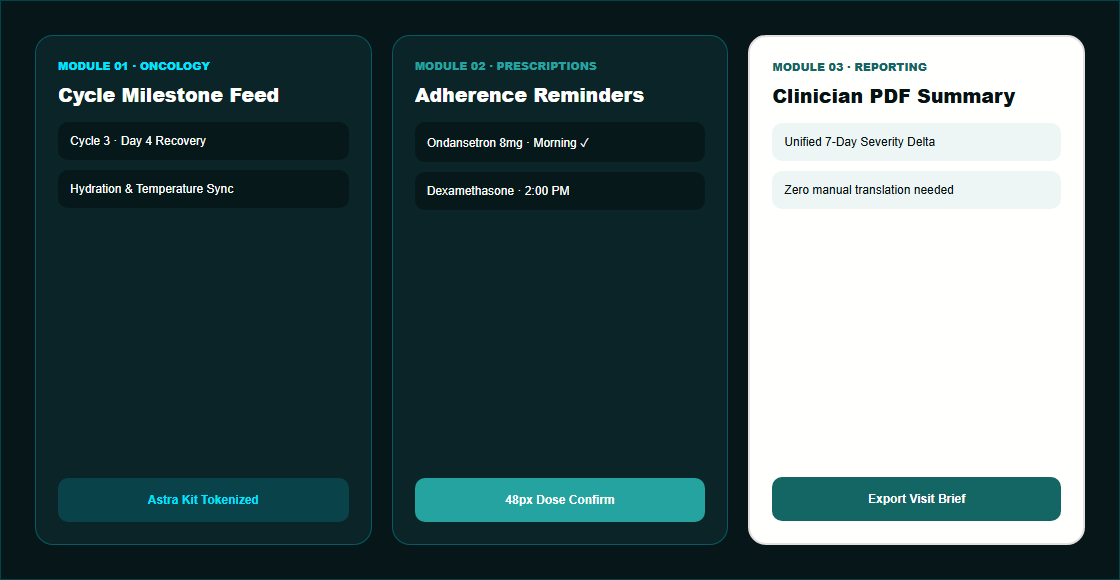 MODULE 01 · ONCOLOGY
Cycle Milestone Feed
Cycle 3 · Day 4 Recovery
Hydration & Temperature Sync
Astra Kit Tokenized
MODULE 02 · PRESCRIPTIONS
Adherence Reminders
Ondansetron 8mg · Morning ✓
Dexamethasone · 2:00 PM
48px Dose Confirm
MODULE 03 · REPORTING
Clinician PDF Summary
Unified 7-Day Severity Delta
Zero manual translation needed
Export Visit Brief